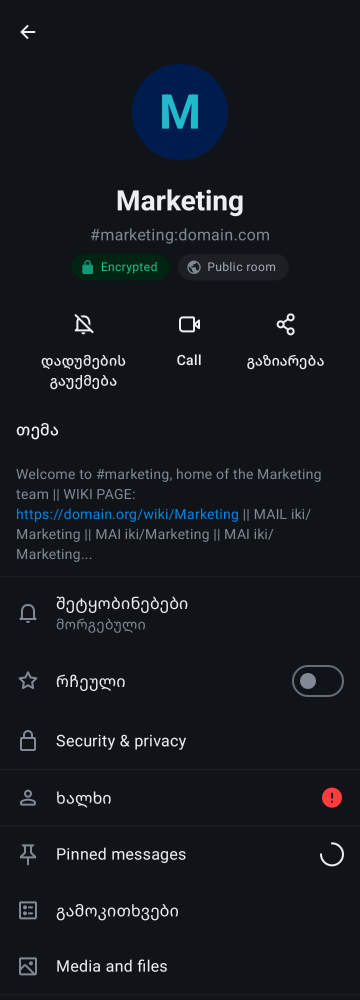 M
Marketing
#marketing:domain.com
Encrypted
Public room
დადუმების
გაუქმება
Call
გაზიარება
თემა
Welcome to #marketing, home of the Marketing
team || WIKI PAGE:
https://domain.org/wiki/Marketing || MAIL iki/
Marketing || MAI iki/Marketing || MAI iki/
Marketing...
შეტყობინებები
მორგებული
რჩეული
Security & privacy
ხალხი
Pinned messages
გამოკითხვები
Media and files